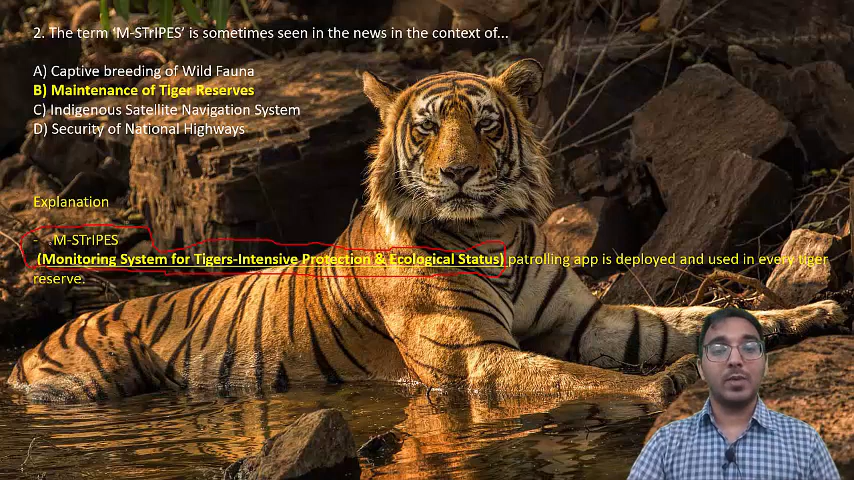 2. The term ‘M-STrIPES’ is sometimes seen in the news in the context of...
A) Captive breeding of Wild Fauna
B) Maintenance of Tiger Reserves
C) Indigenous Satellite Navigation System
D) Security of National Highways
Explanation
- .M-STrIPES
(Monitoring System for Tigers-Intensive Protection & Ecological Status) patrolling app is deployed and used in every tiger
reserve.